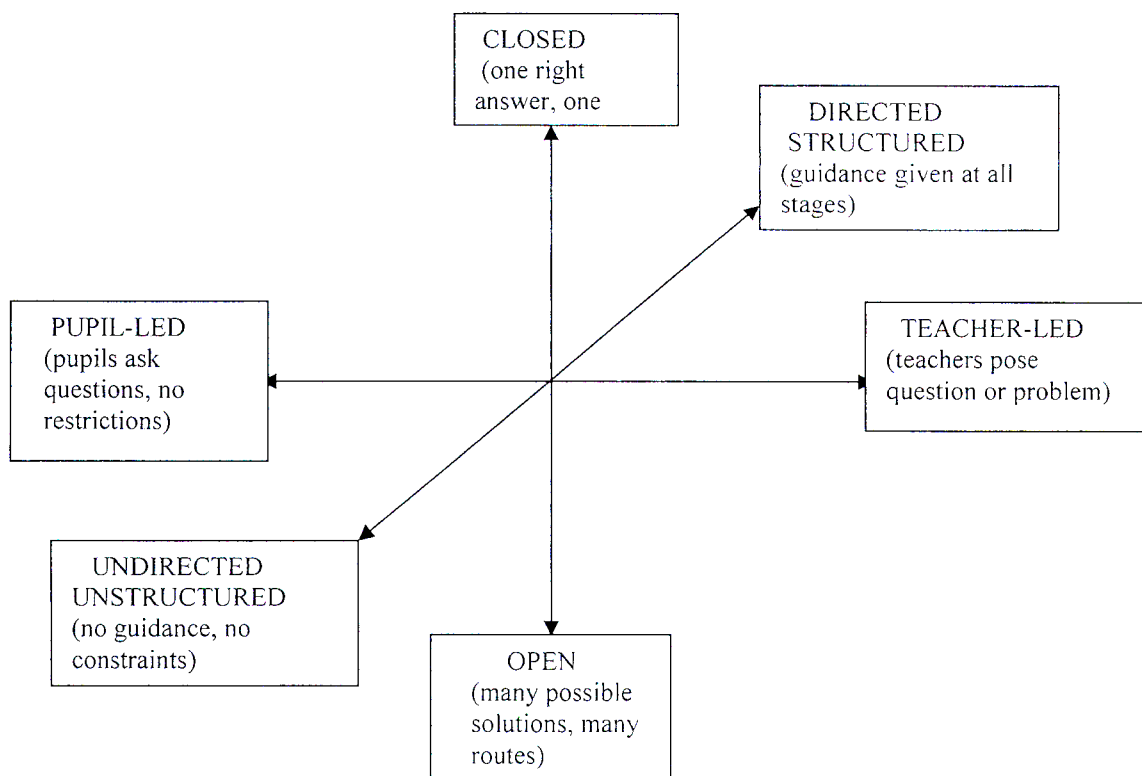 CLOSED
(one right
answer, one
DIRECTED
STRUCTURED
(guidance given at all
stages)
PUPIL-LED
(pupils ask
questions, no
restrictions)
TEACHER-LED
(teachers pose
question or problem)
UNDIRECTED
UNSTRUCTURED
(no guidance, no
constraints)
OPEN
(many possible
solutions, many
routes)